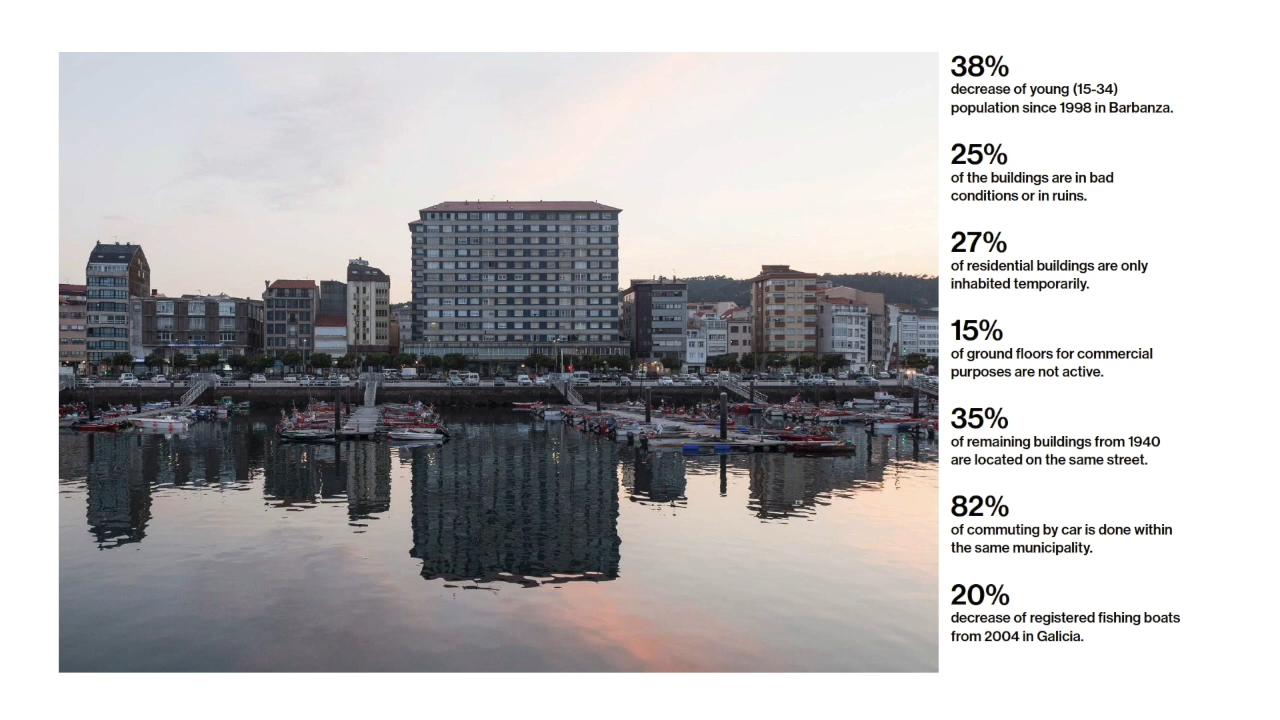 38%
decrease of young (15-34)
population since 1998 in Barbanza.
25%
of the buildings are in bad
conditions or in ruins.
27%
of residential buildings are only
inhabited temporarily.
15%
of ground floors for commercial
purposes are not active.
35%
of remaining buildings from 1940
are located on the same street.
82%
of commuting by car is done within
the same municipality.
20%
decrease of registered fishing boats
from 2004 in Galicia.